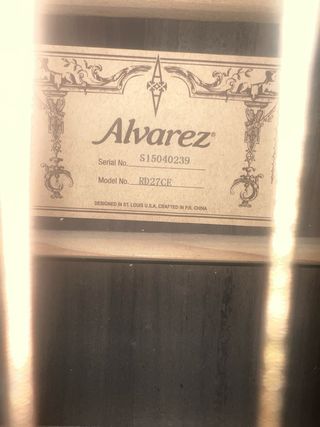 Alvarez®
Serial No. S15040239
Model No. RD27CE
DESIGNED IN ST. LOUIS U.S.A, CRAFTED IN P.R. CHINA